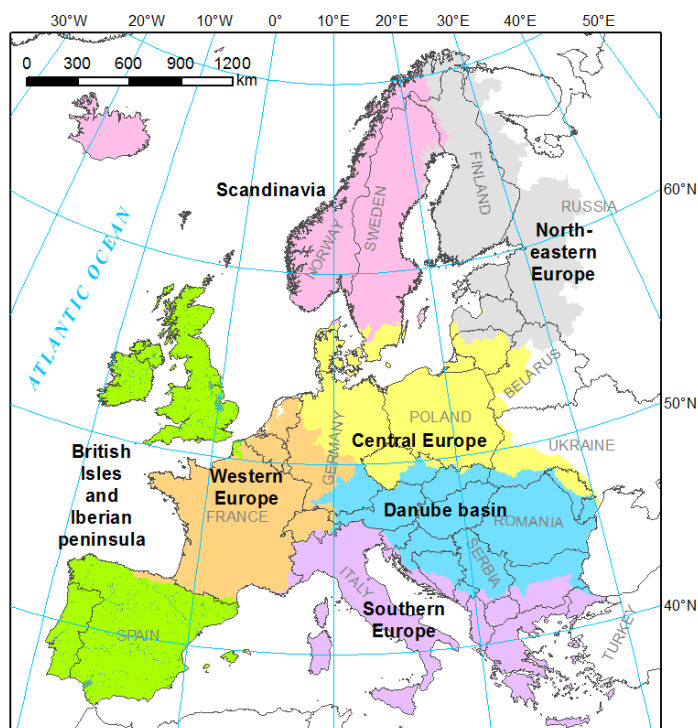 30°W 20°W 10°W 0° 10°E 20°E 30°E 40°E 50°E
0 300 600 900 1200
km
60°N
50°N
40°N
ATLANTIC OCEAN
Scandinavia
NORWAY
SWEDEN
FINLAND
RUSSIA
North-
eastern
Europe
BELARUS
POLAND
GERMANY
Central Europe
UKRAINE
British
Isles
and
Iberian
peninsula
Western
Europe
FRANCE
Danube basin
ROMANIA
SERBIA
ITALY
Southern
Europe
SPAIN
TURKEY